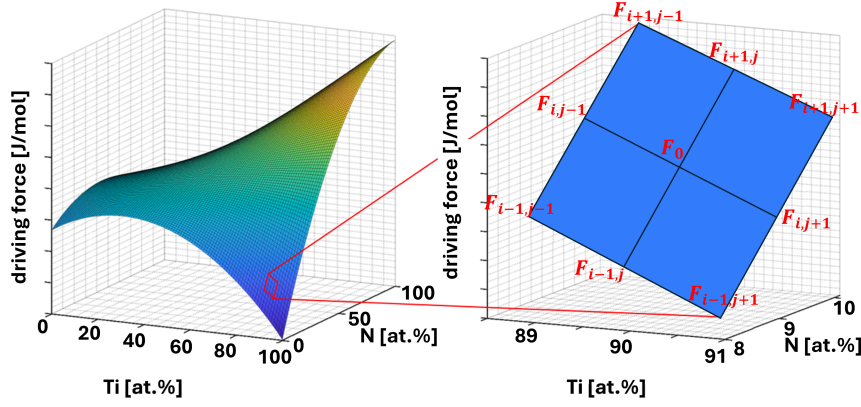 driving force [J/mol]
0
20
40
60
80
100
0
50
100
N [at.%]
Ti [at.%]
driving force [J/mol]
F_{i+1,j-1}
F_{i+1,j}
F_{i+1,j+1}
F_{i,j-1}
F_0
F_{i-1,j-1}
F_{i,j+1}
F_{i-1,j}
F_{i-1,j+1}
89
90
91
8
9
10
N [at.%]
Ti [at.%]